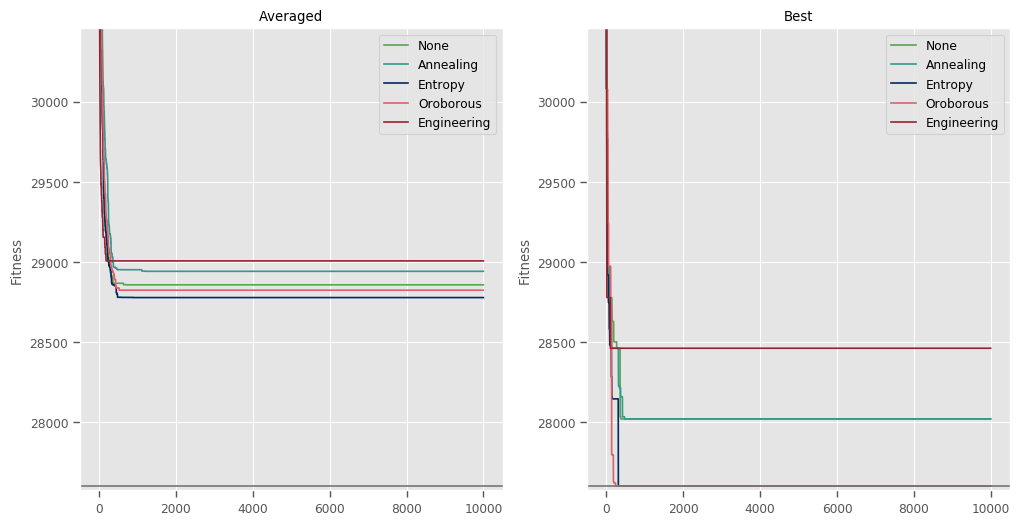 Averaged
Fitness
30000
29500
29000
28500
28000
0 2000 4000 6000 8000 10000
None
Annealing
Entropy
Oroborous
Engineering
Best
Fitness
30000
29500
29000
28500
28000
0 2000 4000 6000 8000 10000
None
Annealing
Entropy
Oroborous
Engineering